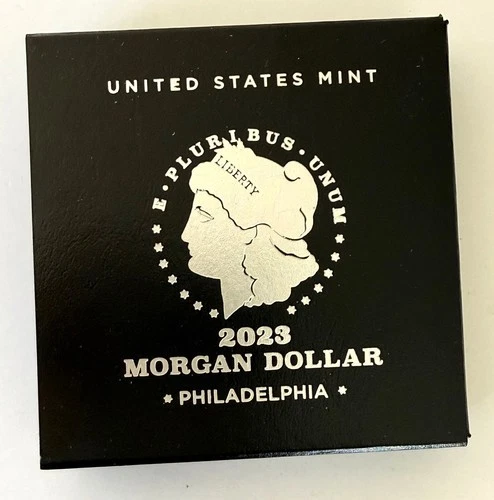 UNITED STATES MINT
E·PLURIBUS·UNUM
LIBERTY
2023
MORGAN DOLLAR
* PHILADELPHIA *